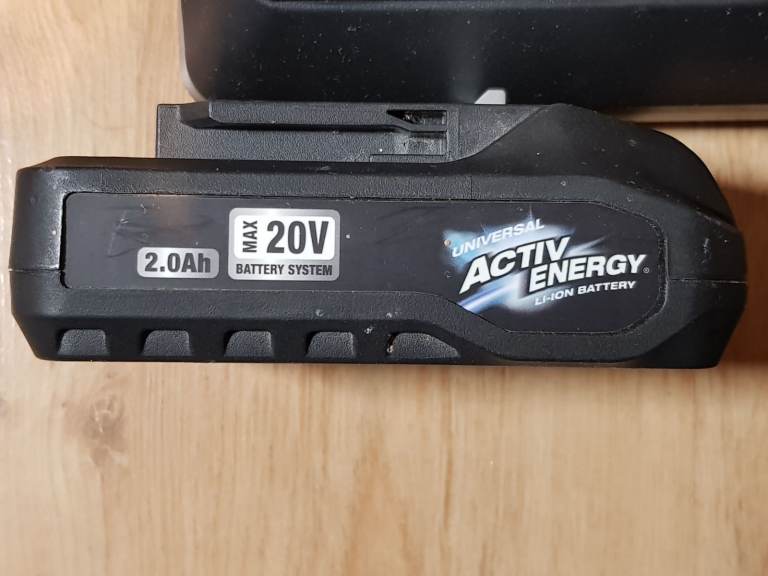 2.0Ah
MAX 20V
BATTERY SYSTEM
UNIVERSAL
ACTIV
ENERGY®
LI-ION BATTERY